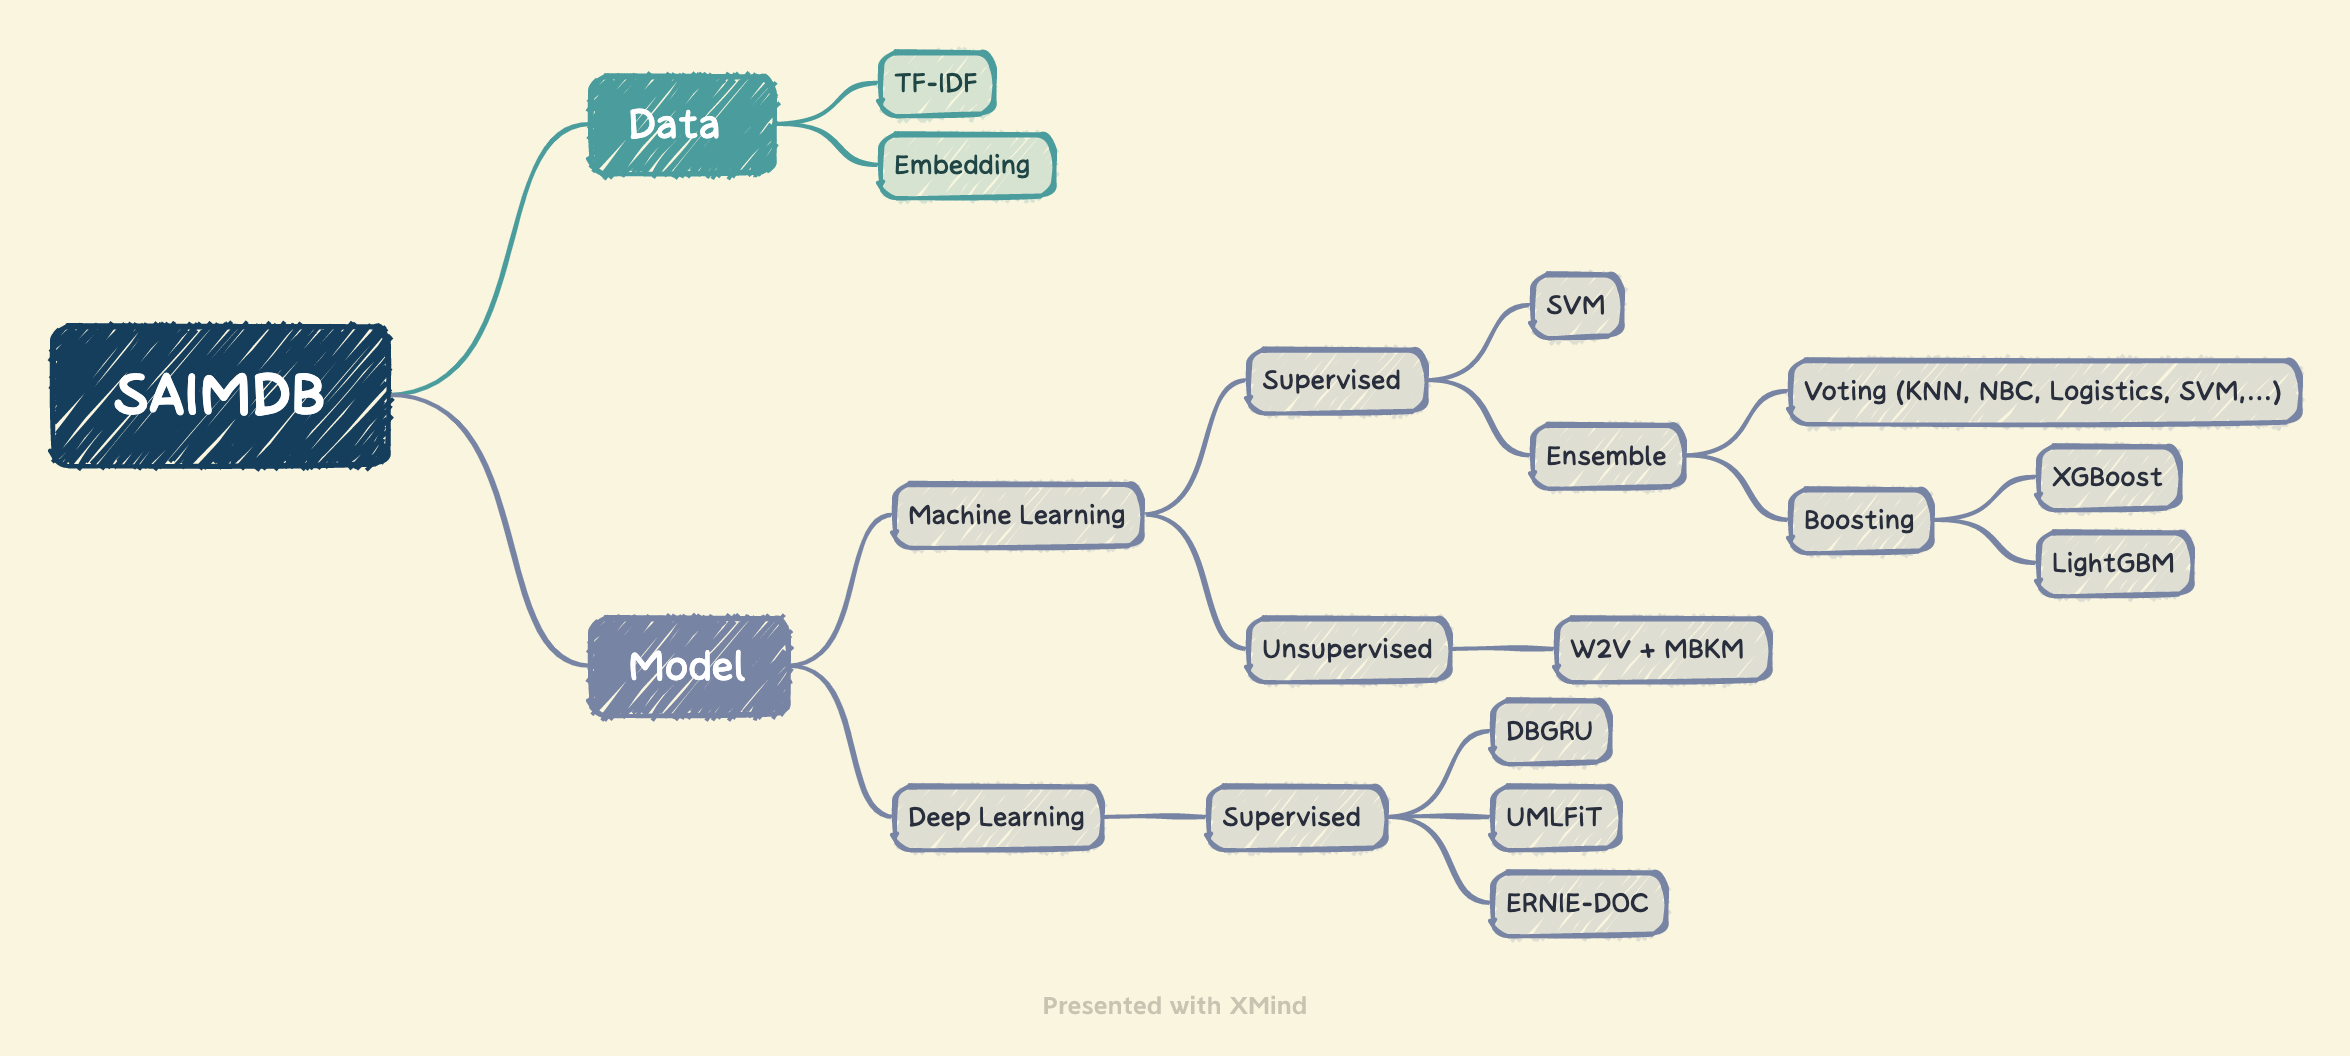 SAIMDB
Data
TF-IDF
Embedding
Model
Machine Learning
Supervised
SVM
Ensemble
Voting (KNN, NBC, Logistics, SVM,...)
Boosting
XGBoost
LightGBM
Unsupervised
W2V + MBKM
Deep Learning
Supervised
DBGRU
UMLFiT
ERNIE-DOC
Presented with XMind